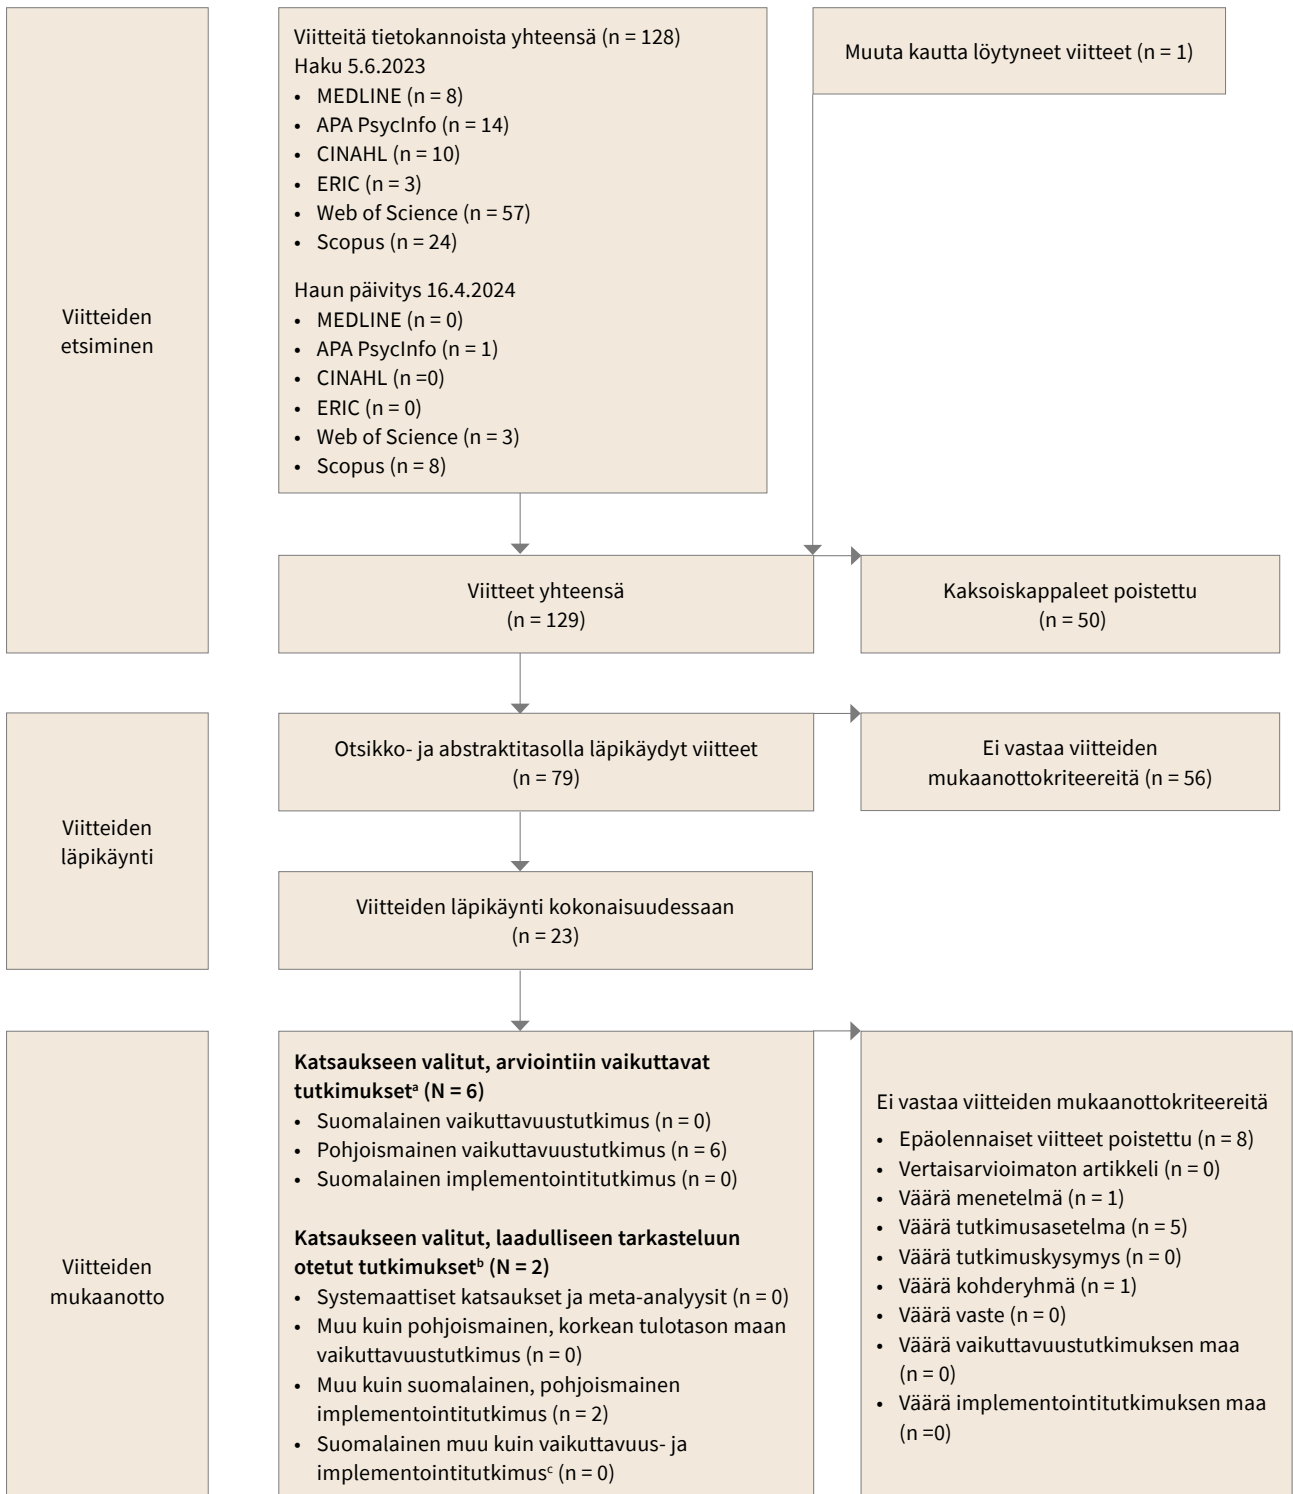 Viitteiden
etsiminen
Viitteitä tietokannoista yhteensä (n = 128)
Haku 5.6.2023
• MEDLINE (n = 8)
• APA PsycInfo (n = 14)
• CINAHL (n = 10)
• ERIC (n = 3)
• Web of Science (n = 57)
• Scopus (n = 24)
Haun päivitys 16.4.2024
• MEDLINE (n = 0)
• APA PsycInfo (n = 1)
• CINAHL (n =0)
• ERIC (n = 0)
• Web of Science (n = 3)
• Scopus (n = 8)
Muuta kautta löytyneet viitteet (n = 1)
Viitteet yhteensä
(n = 129)
Kaksoiskappaleet poistettu
(n = 50)
Viitteiden
läpikäynti
Otsikko- ja abstraktitasolla läpikäydyt viitteet
(n = 79)
Ei vastaa viitteiden
mukaanottokriteereitä (n = 56)
Viitteiden läpikäynti kokonaisuudessaan
(n = 23)
Viitteiden
mukaanotto
Katsaukseen valitut, arviointiin vaikuttavat
tutkimuksetᵃ (N = 6)
• Suomalainen vaikuttavuustutkimus (n = 0)
• Pohjoismainen vaikuttavuustutkimus (n = 6)
• Suomalainen implementointitutkimus (n = 0)
Katsaukseen valitut, laadulliseen tarkasteluun
otetut tutkimuksetᵇ (N = 2)
• Systemaattiset katsaukset ja meta-analyysit (n = 0)
• Muu kuin pohjoismainen, korkean tulotason maan
vaikuttavuustutkimus (n = 0)
• Muu kuin suomalainen, pohjoismainen
implementointitutkimus (n = 2)
• Suomalainen muu kuin vaikuttavuus- ja
implementointitutkimusᶜ (n = 0)
Ei vastaa viitteiden mukaanottokriteereitä
• Epäolennaiset viitteet poistettu (n = 8)
• Vertaisarvioimaton artikkeli (n = 0)
• Väärä menetelmä (n = 1)
• Väärä tutkimusasetelma (n = 5)
• Väärä tutkimuskysymys (n = 0)
• Väärä kohderyhmä (n = 1)
• Väärä vaste (n = 0)
• Väärä vaikuttavuustutkimuksen maa
(n = 0)
• Väärä implementointitutkimuksen maa
(n =0)